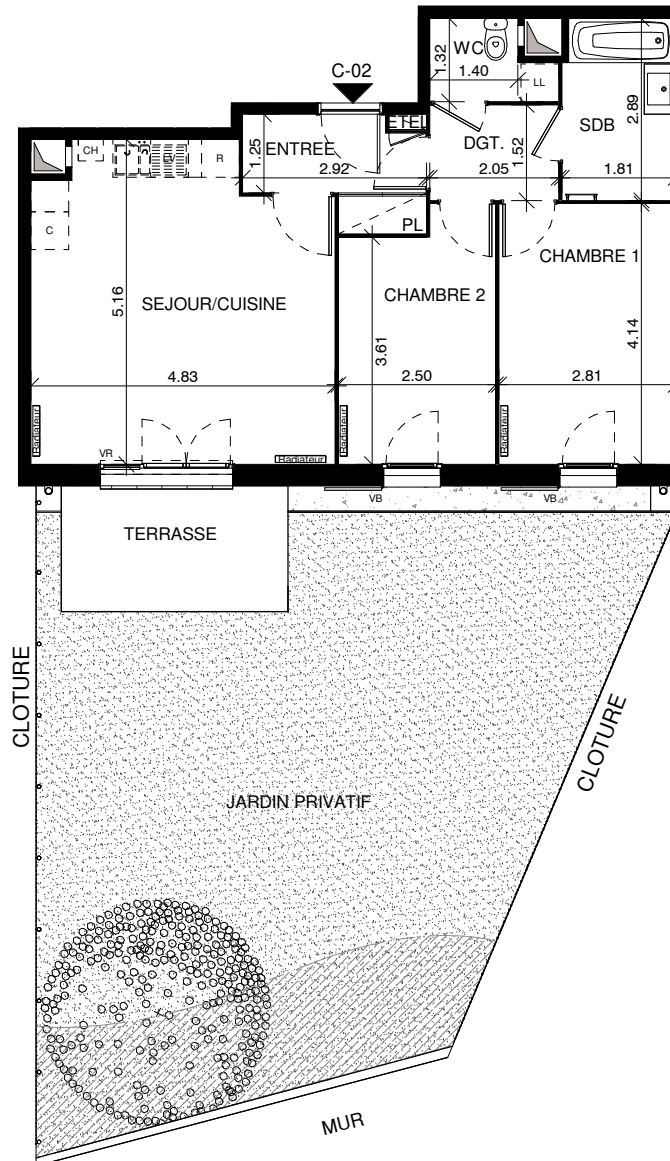 WC
1.32
1.40
LL
C-02
SDB
2.89
ETEL
ENTREE
1.25
DGT.
1.52
CH
LV
R
2.92
2.05
1.81
C
PL
CHAMBRE 1
CHAMBRE 2
SEJOUR/CUISINE
5.16
3.61
4.14
4.83
2.50
2.81
Radiateur
Radiateur
Radiateur
Radiateur
VR
VB
VB
TERRASSE
CLOTURE
CLOTURE
JARDIN PRIVATIF
MUR